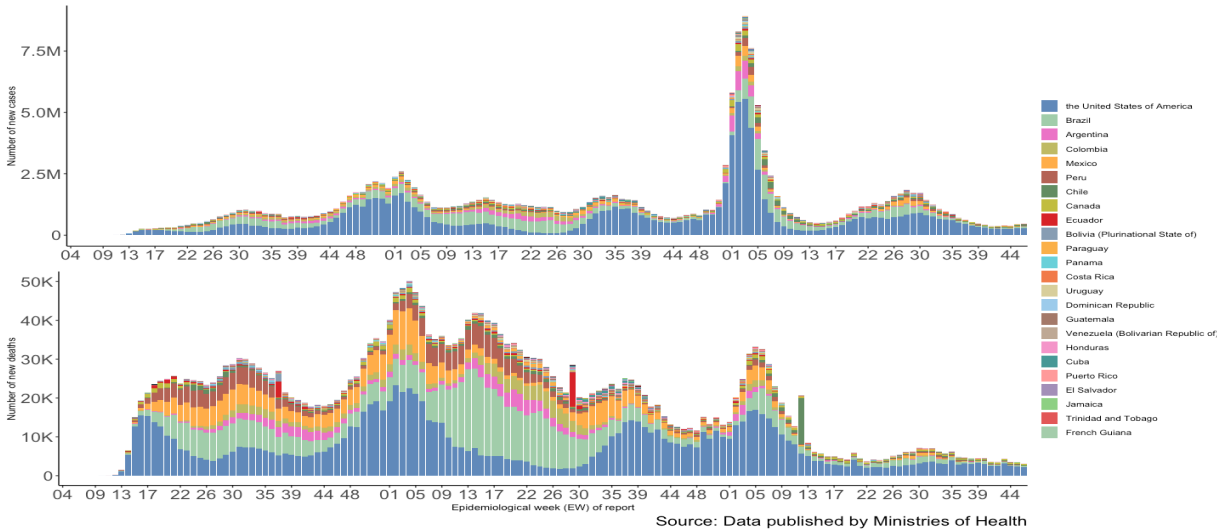 7.5M
5.0M
2.5M
0
Number of new cases
04 09 13 17 22 26 30 35 39 44 48 01 05 09 13 17 22 26 30 35 39 44 48 01 05 09 13 17 22 26 30 35 39 44
50K
40K
30K
20K
10K
0
Number of new deaths
04 09 13 17 22 26 30 35 39 44 48 01 05 09 13 17 22 26 30 35 39 44 48 01 05 09 13 17 22 26 30 35 39 44
Epidemiological week (EW) of report
the United States of America
Brazil
Argentina
Colombia
Mexico
Peru
Chile
Canada
Ecuador
Bolivia (Plurinational State of)
Paraguay
Panama
Costa Rica
Uruguay
Dominican Republic
Guatemala
Venezuela (Bolivarian Republic of)
Honduras
Cuba
Puerto Rico
El Salvador
Jamaica
Trinidad and Tobago
French Guiana
Source: Data published by Ministries of Health